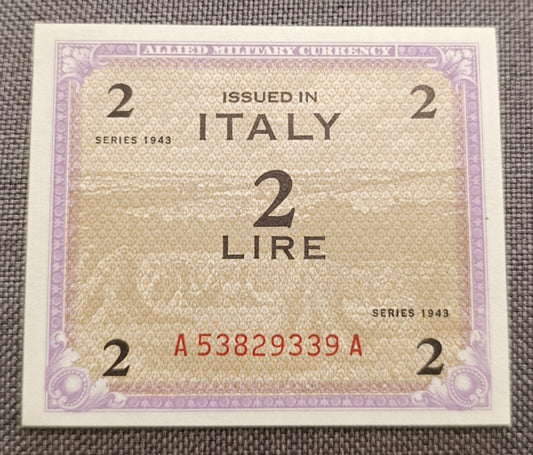 ALLIED MILITARY CURRENCY
2 ISSUED IN 2
SERIES 1943 ITALY
2
LIRE
SERIES 1943
2 A 53829339 A 2